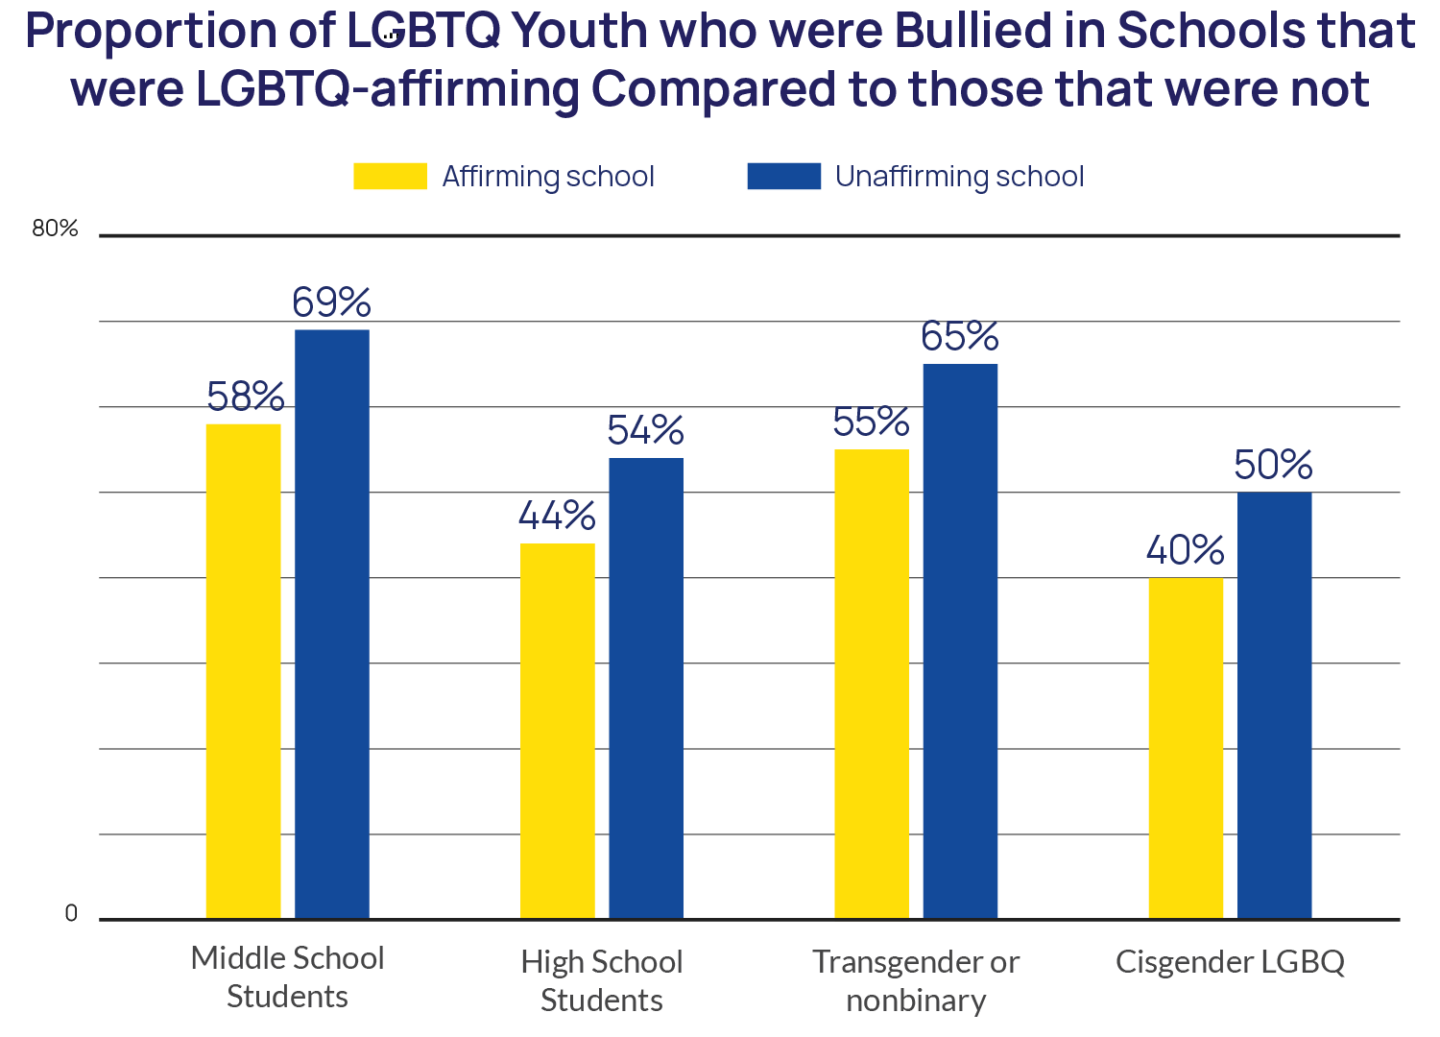 Proportion of LGBTQ Youth who were Bullied in Schools that
were LGBTQ-affirming Compared to those that were not
Affirming school
Unaffirming school
80%
69%
58%
54%
44%
65%
55%
50%
40%
0
Middle School
Students
High School
Students
Transgender or
nonbinary
Cisgender LGBQ